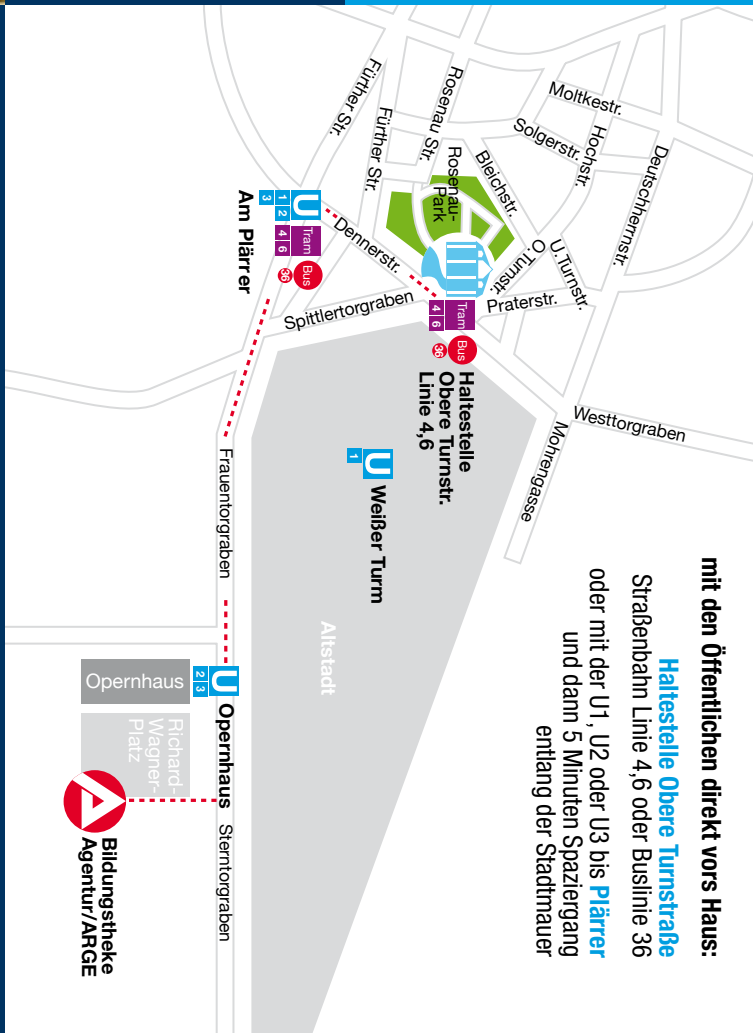 mit den Öffentlichen direkt vors Haus:
Haltestelle Obere Turnstraße
Straßenbahn Linie 4,6 oder Buslinie 36
oder mit der U1, U2 oder U3 bis Plärrer
und dann 5 Minuten Spaziergang
entlang der Stadtmauer
Moltkestr.
Solgerstr.
Hochstr.
Deutschherrnstr.
Fürther Str.
Fürther Str.
Rosenau Str.
Bleichstr.
Rosenau-
Park
O.Turnstr.
U.Turnstr.
Praterstr.
Westtorgraben
Mohrengasse
Dennerstr.
Spittlertorgraben
Tram
Bus
4 6
36
Haltestelle
Obere Turnstr.
Linie 4,6
U
1 2
3
Tram
Bus
4 6
36
Am Plärrer
U
1
Weißer Turm
Altstadt
Frauentorgraben
U
2 3
Opernhaus
Sterntorgraben
Opernhaus
Richard-
Wagner-
Platz
Bildungstheke
Agentur/ARGE